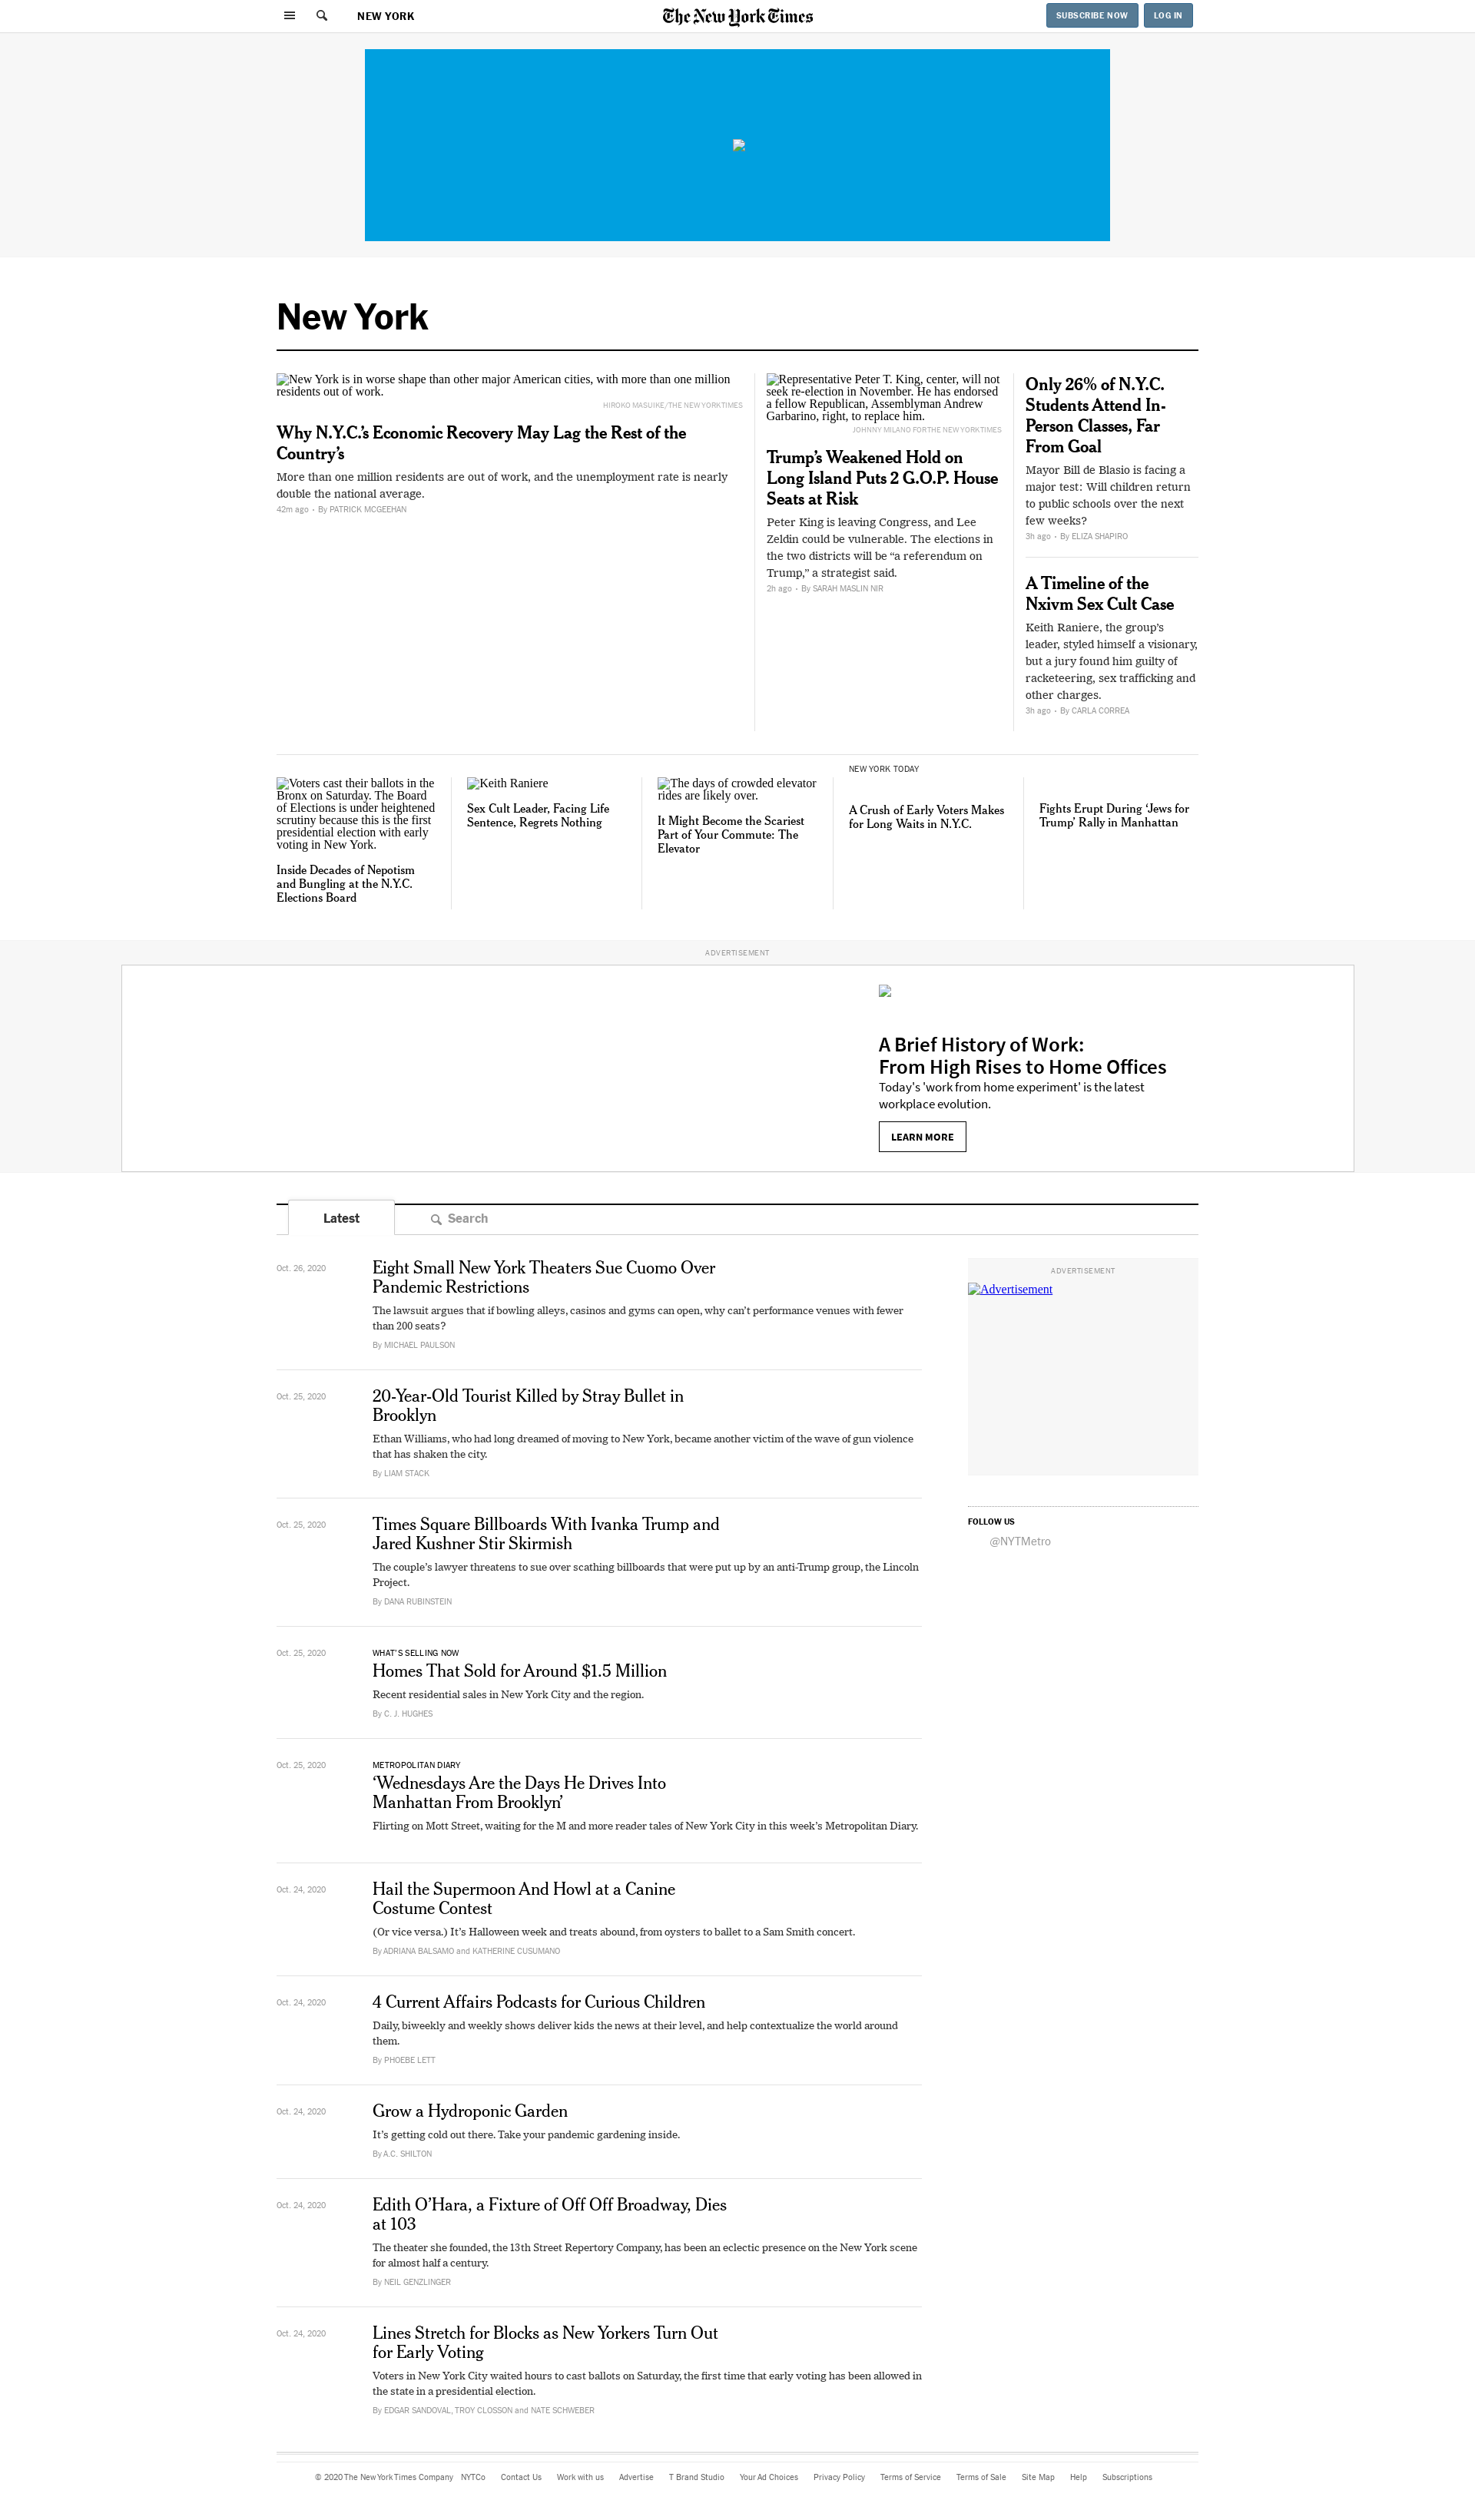 NEW YORK
The New York Times
SUBSCRIBE NOW
LOG IN
New York
New York is in worse shape than other major American cities, with more than one million
residents out of work.
HIROKO MASUIKE/THE NEW YORK TIMES
Why N.Y.C.’s Economic Recovery May Lag the Rest of the
Country’s
More than one million residents are out of work, and the unemployment rate is nearly
double the national average.
42m ago • By PATRICK MCGEEHAN
Representative Peter T. King, center, will not
seek re-election in November. He has endorsed
a fellow Republican, Assemblyman Andrew
Garbarino, right, to replace him.
JOHNNY MILANO FOR THE NEW YORK TIMES
Trump’s Weakened Hold on
Long Island Puts 2 G.O.P. House
Seats at Risk
Peter King is leaving Congress, and Lee
Zeldin could be vulnerable. The elections in
the two districts will be “a referendum on
Trump,” a strategist said.
2h ago • By SARAH MASLIN NIR
Only 26% of N.Y.C.
Students Attend In-
Person Classes, Far
From Goal
Mayor Bill de Blasio is facing a
major test: Will children return
to public schools over the next
few weeks?
3h ago • By ELIZA SHAPIRO
A Timeline of the
Nxivm Sex Cult Case
Keith Raniere, the group’s
leader, styled himself a visionary,
but a jury found him guilty of
racketeering, sex trafficking and
other charges.
3h ago • By CARLA CORREA
Voters cast their ballots in the
Bronx on Saturday. The Board
of Elections is under heightened
scrutiny because this is the first
presidential election with early
voting in New York.
Inside Decades of Nepotism
and Bungling at the N.Y.C.
Elections Board
Keith Raniere
Sex Cult Leader, Facing Life
Sentence, Regrets Nothing
The days of crowded elevator
rides are likely over.
It Might Become the Scariest
Part of Your Commute: The
Elevator
NEW YORK TODAY
A Crush of Early Voters Makes
for Long Waits in N.Y.C.
Fights Erupt During ‘Jews for
Trump’ Rally in Manhattan
ADVERTISEMENT
A Brief History of Work:
From High Rises to Home Offices
Today's 'work from home experiment' is the latest
workplace evolution.
LEARN MORE
Latest
Search
Oct. 26, 2020
Eight Small New York Theaters Sue Cuomo Over
Pandemic Restrictions
The lawsuit argues that if bowling alleys, casinos and gyms can open, why can’t performance venues with fewer
than 200 seats?
By MICHAEL PAULSON
ADVERTISEMENT
Advertisement
Oct. 25, 2020
20-Year-Old Tourist Killed by Stray Bullet in
Brooklyn
Ethan Williams, who had long dreamed of moving to New York, became another victim of the wave of gun violence
that has shaken the city.
By LIAM STACK
FOLLOW US
@NYTMetro
Oct. 25, 2020
Times Square Billboards With Ivanka Trump and
Jared Kushner Stir Skirmish
The couple’s lawyer threatens to sue over scathing billboards that were put up by an anti-Trump group, the Lincoln
Project.
By DANA RUBINSTEIN
Oct. 25, 2020
WHAT’S SELLING NOW
Homes That Sold for Around $1.5 Million
Recent residential sales in New York City and the region.
By C. J. HUGHES
Oct. 25, 2020
METROPOLITAN DIARY
‘Wednesdays Are the Days He Drives Into
Manhattan From Brooklyn’
Flirting on Mott Street, waiting for the M and more reader tales of New York City in this week’s Metropolitan Diary.
Oct. 24, 2020
Hail the Supermoon And Howl at a Canine
Costume Contest
(Or vice versa.) It’s Halloween week and treats abound, from oysters to ballet to a Sam Smith concert.
By ADRIANA BALSAMO and KATHERINE CUSUMANO
Oct. 24, 2020
4 Current Affairs Podcasts for Curious Children
Daily, biweekly and weekly shows deliver kids the news at their level, and help contextualize the world around
them.
By PHOEBE LETT
Oct. 24, 2020
Grow a Hydroponic Garden
It’s getting cold out there. Take your pandemic gardening inside.
By A.C. SHILTON
Oct. 24, 2020
Edith O’Hara, a Fixture of Off Off Broadway, Dies
at 103
The theater she founded, the 13th Street Repertory Company, has been an eclectic presence on the New York scene
for almost half a century.
By NEIL GENZLINGER
Oct. 24, 2020
Lines Stretch for Blocks as New Yorkers Turn Out
for Early Voting
Voters in New York City waited hours to cast ballots on Saturday, the first time that early voting has been allowed in
the state in a presidential election.
By EDGAR SANDOVAL, TROY CLOSSON and NATE SCHWEBER
© 2020 The New York Times Company NYTCo Contact Us Work with us Advertise T Brand Studio Your Ad Choices Privacy Policy Terms of Service Terms of Sale Site Map Help Subscriptions